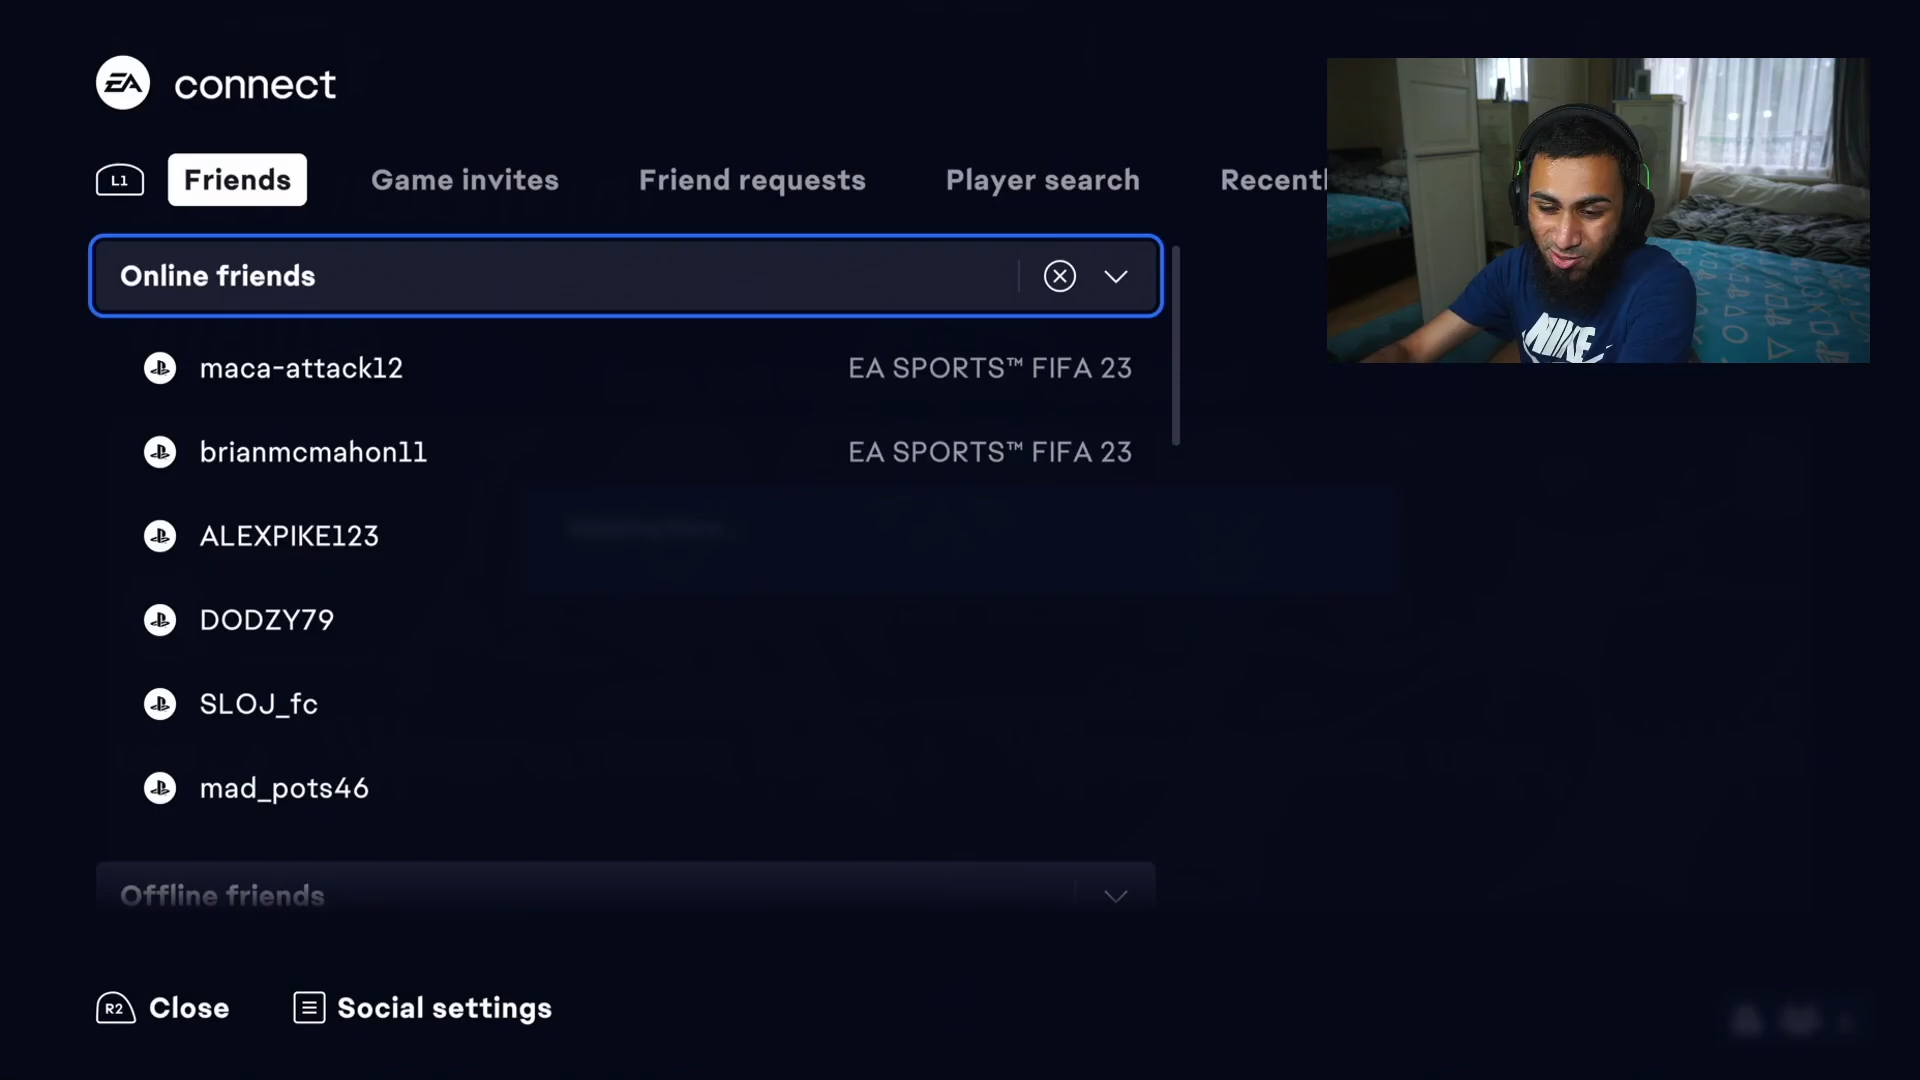 EA connect
L1 Friends Game invites Friend requests Player search Recentl
Online friends
maca-attack12 EA SPORTS™ FIFA 23
brianmcmahon11 EA SPORTS™ FIFA 23
ALEXPIKE123
DODZY79
SLOJ_fc
mad_pots46
Offline friends
R2 Close Social settings
NIKE